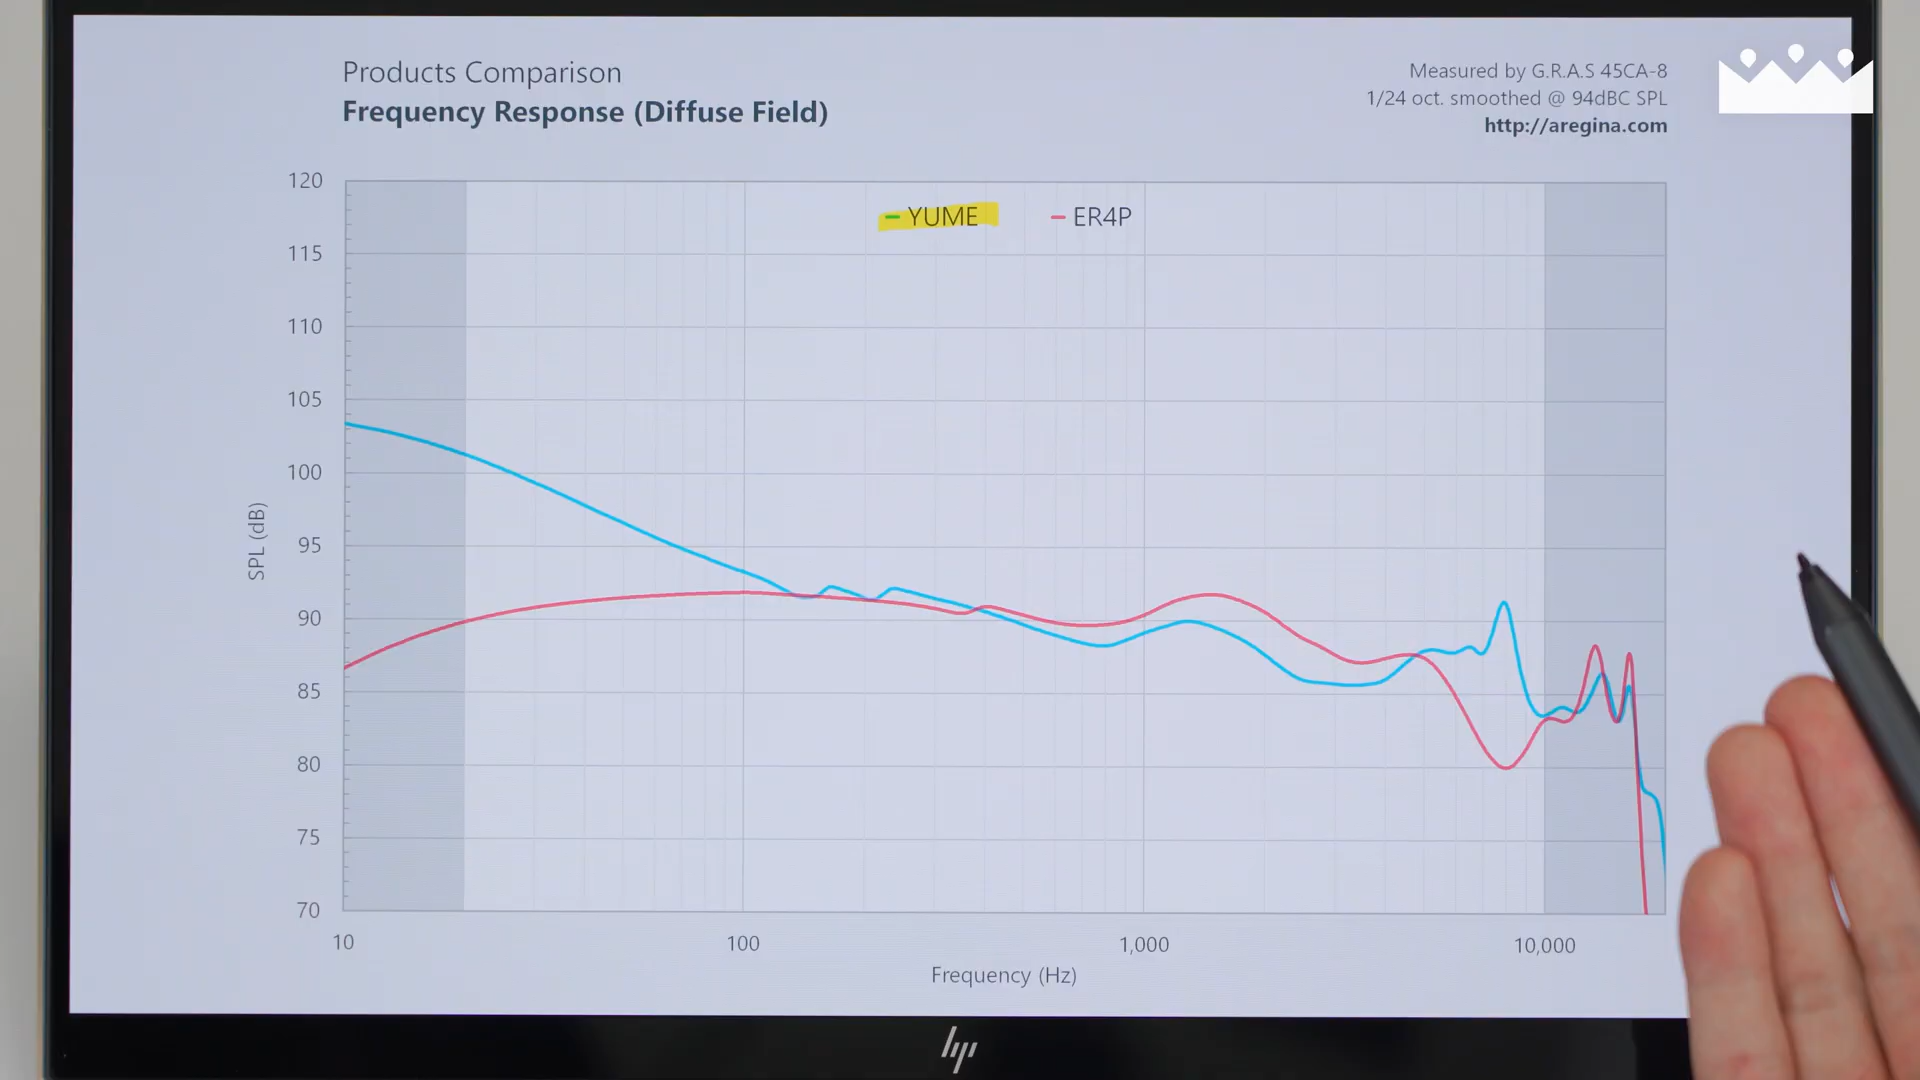 Products Comparison
Frequency Response (Diffuse Field)
Measured by G.R.A.S 45CA-8
1/24 oct. smoothed @ 94dBC SPL
http://aregina.com
YUME
ER4P
120
115
110
105
100
95
90
85
80
75
70
SPL (dB)
10
100
1,000
10,000
Frequency (Hz)
hp